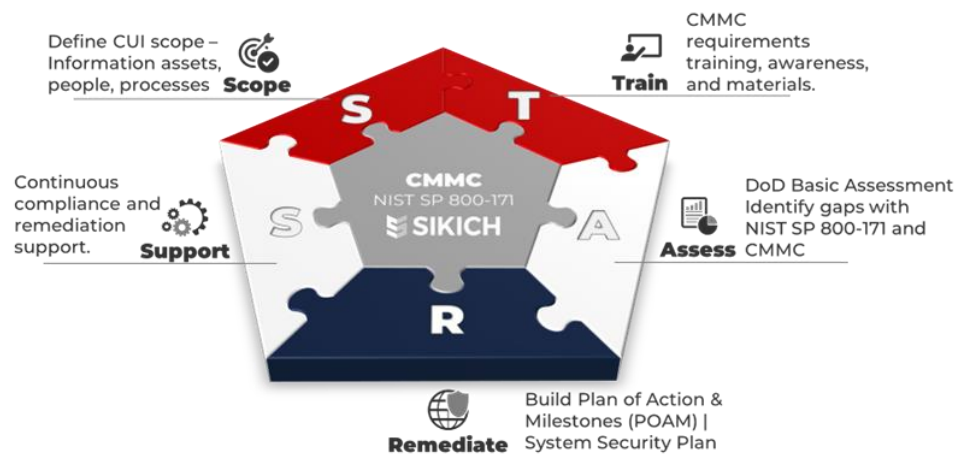 Define CUI scope –
Information assets,
people, processes
Scope
CMMC
requirements
training, awareness,
and materials.
Train
S
T
CMMC
NIST SP 800-171
SIKICH
Continuous
compliance and
remediation
support.
Support
S
A
DoD Basic Assessment
Identify gaps with
NIST SP 800-171 and
CMMC
Assess
R
Build Plan of Action &
Milestones (POAM) |
System Security Plan
Remediate